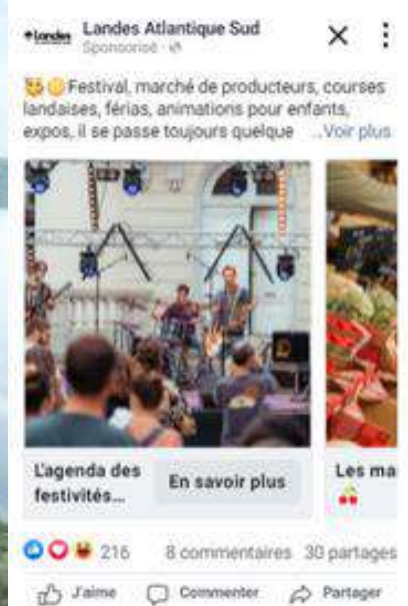 landes
Landes Atlantique Sud
Sponsorisé
Festival, marché de producteurs, courses
landaises, férias, animations pour enfants,
expos, il se passe toujours quelque ...Voir plus
L'agenda des
festivités...
En savoir plus
Les ma
216
8 commentaires
30 partages
J'aime
Commenter
Partager